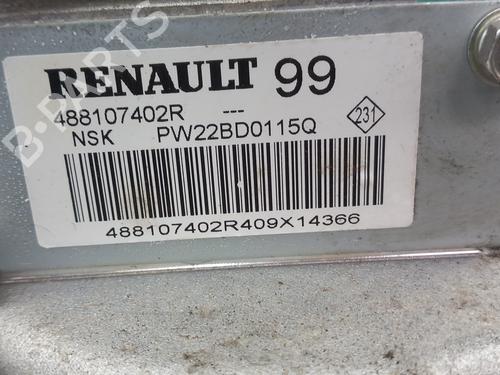 RENAULT 99
488107402R ---
NSK PW22BD0115Q 231
488107402R409X14366
B-PARTS